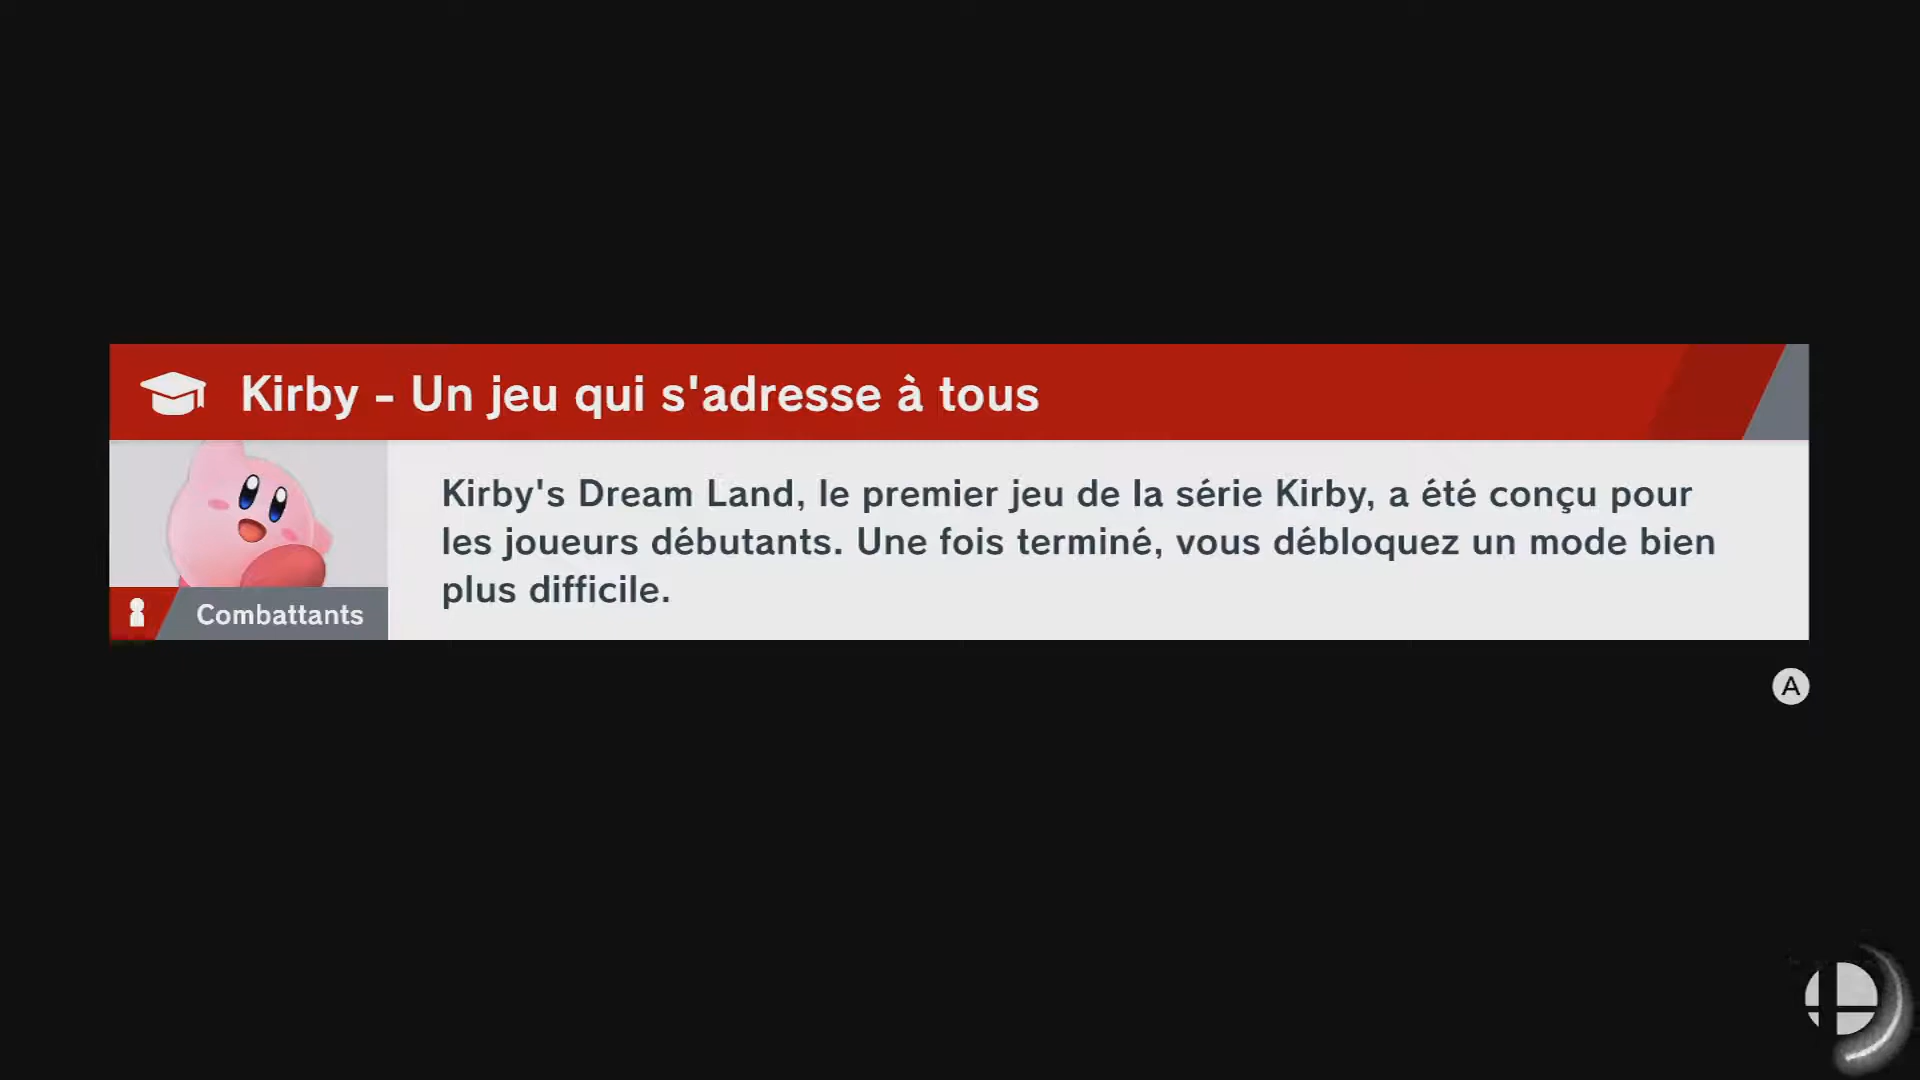 Kirby - Un jeu qui s'adresse à tous
Kirby's Dream Land, le premier jeu de la série Kirby, a été conçu pour
les joueurs débutants. Une fois terminé, vous débloquez un mode bien
plus difficile.
Combattants
A